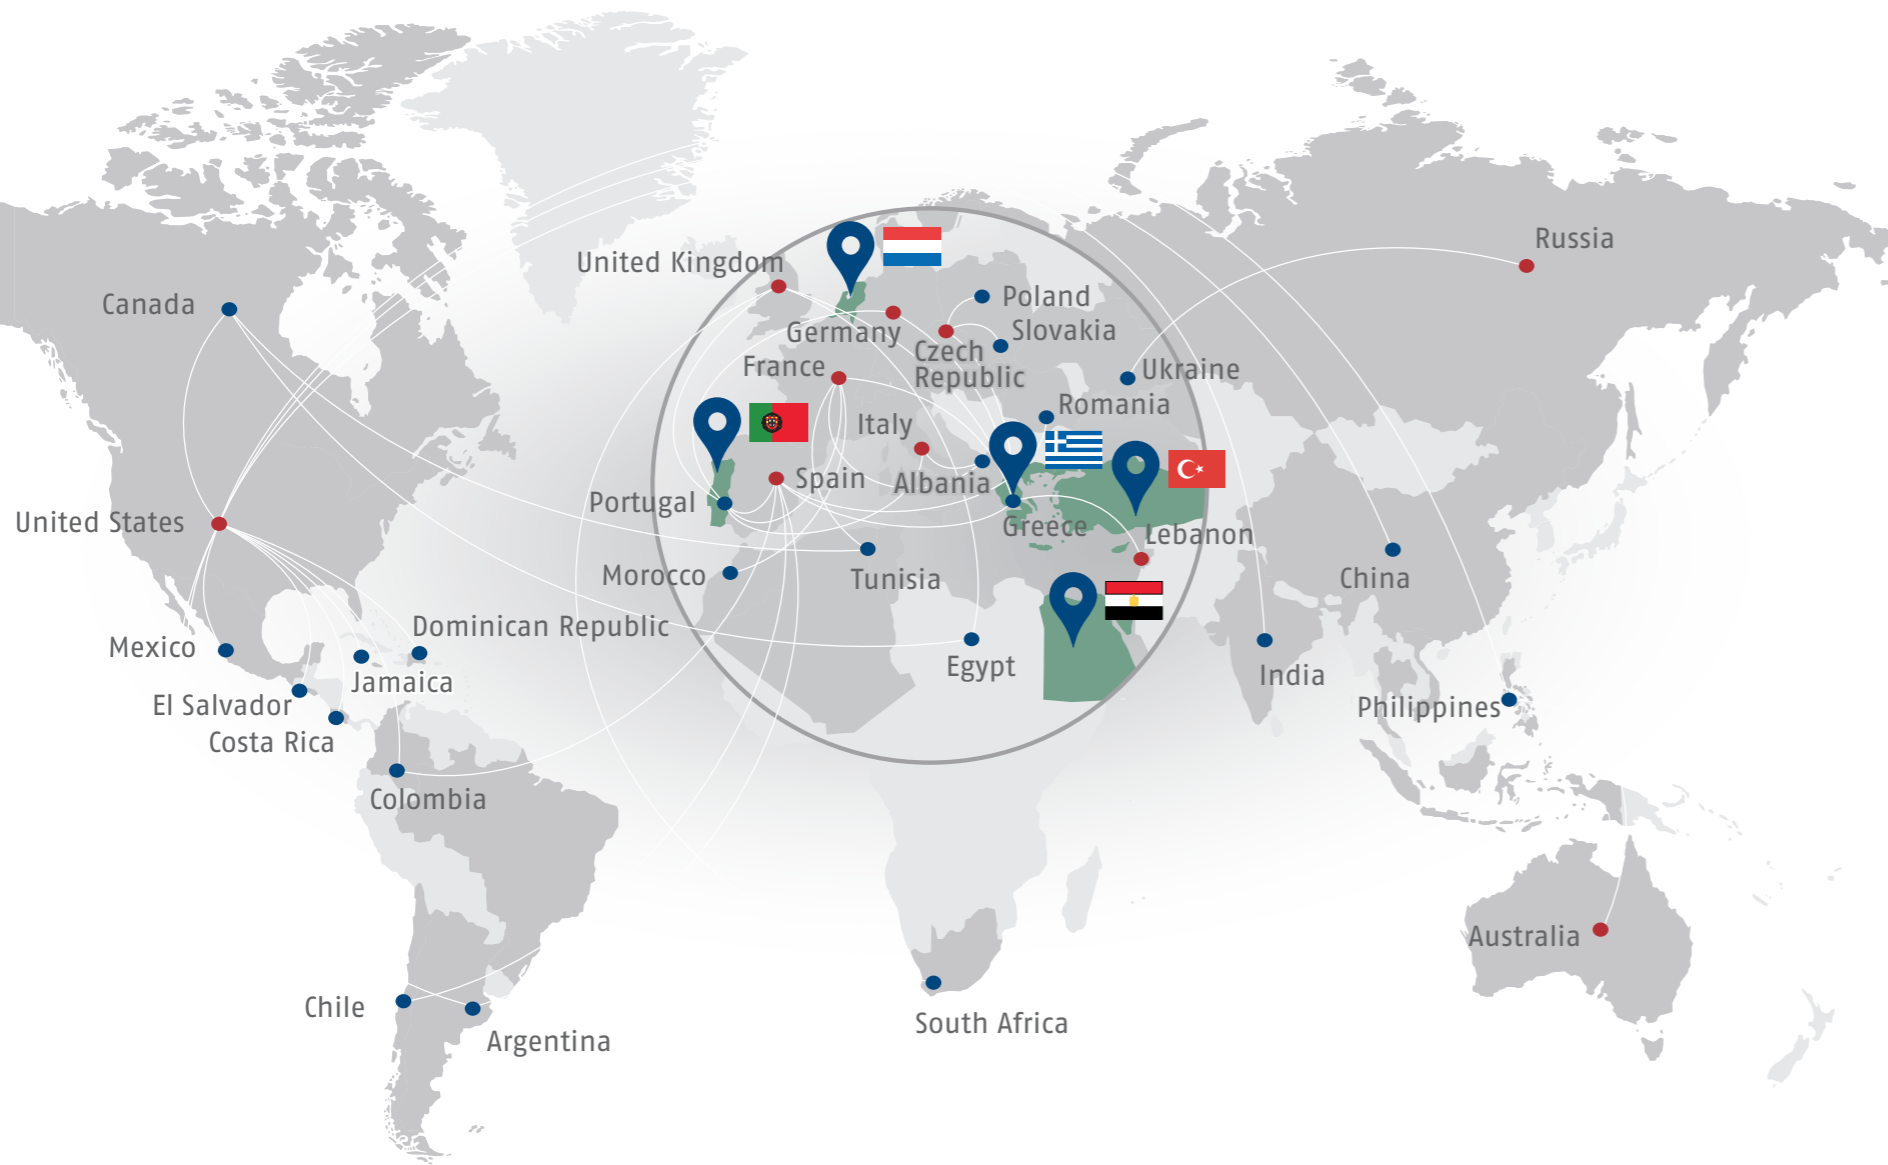 Russia
United Kingdom
Canada
Poland
Germany
Slovakia
Czech
Republic
France
Ukraine
Romania
Italy
Spain
Albania
Portugal
United States
Greece
Lebanon
Morocco
Tunisia
China
Dominican Republic
Mexico
Egypt
India
Jamaica
El Salvador
Philippines
Costa Rica
Colombia
Australia
Chile
South Africa
Argentina